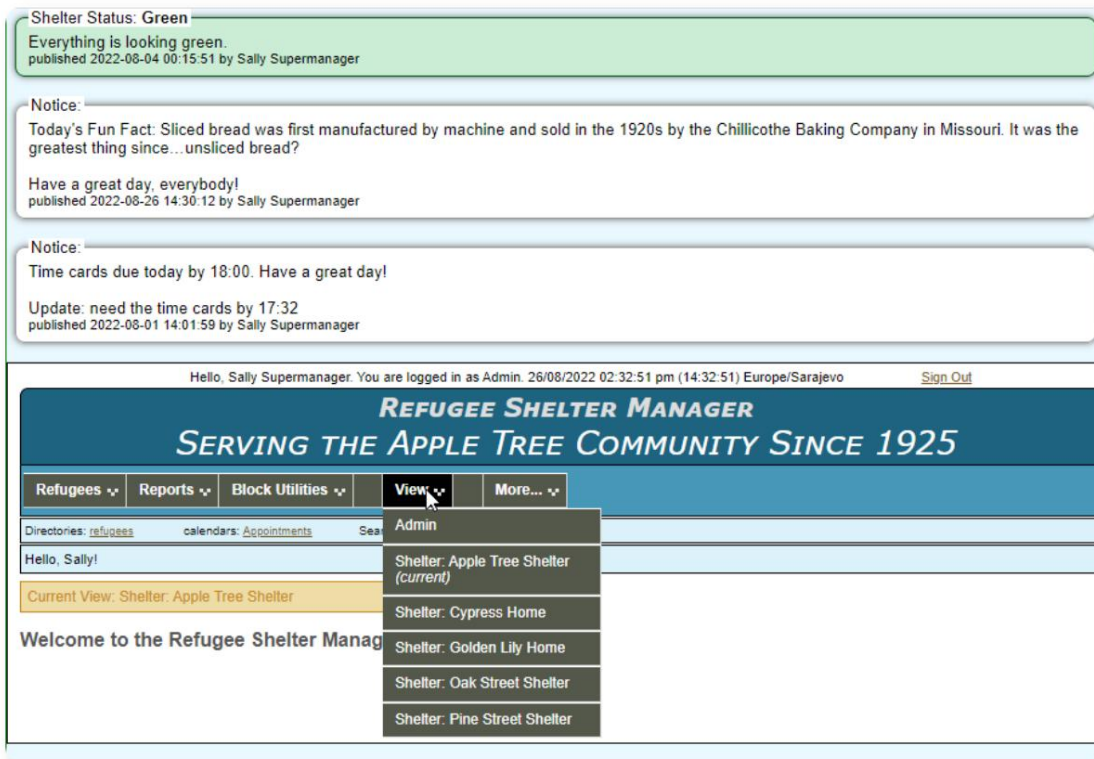 Shelter Status: Green
Everything is looking green.
published 2022-08-04 00:15:51 by Sally Supermanager
Notice:
Today's Fun Fact: Sliced bread was first manufactured by machine and sold in the 1920s by the Chillicothe Baking Company in Missouri. It was the
greatest thing since...unsliced bread?
Have a great day, everybody!
published 2022-08-26 14:30:12 by Sally Supermanager
Notice:
Time cards due today by 18:00. Have a great day!
Update: need the time cards by 17:32
published 2022-08-01 14:01:59 by Sally Supermanager
Hello, Sally Supermanager. You are logged in as Admin. 26/08/2022 02:32:51 pm (14:32:51) Europe/Sarajevo Sign Out
REFUGEE SHELTER MANAGER
SERVING THE APPLE TREE COMMUNITY SINCE 1925
Refugees Reports Block Utilities View More...
Directories: refugees calendars: Appointments
Admin
Hello, Sally!
Shelter: Apple Tree Shelter
(current)
Current View: Shelter: Apple Tree Shelter
Shelter: Cypress Home
Welcome to the Refugee Shelter Manag
Shelter: Golden Lily Home
Shelter: Oak Street Shelter
Shelter: Pine Street Shelter